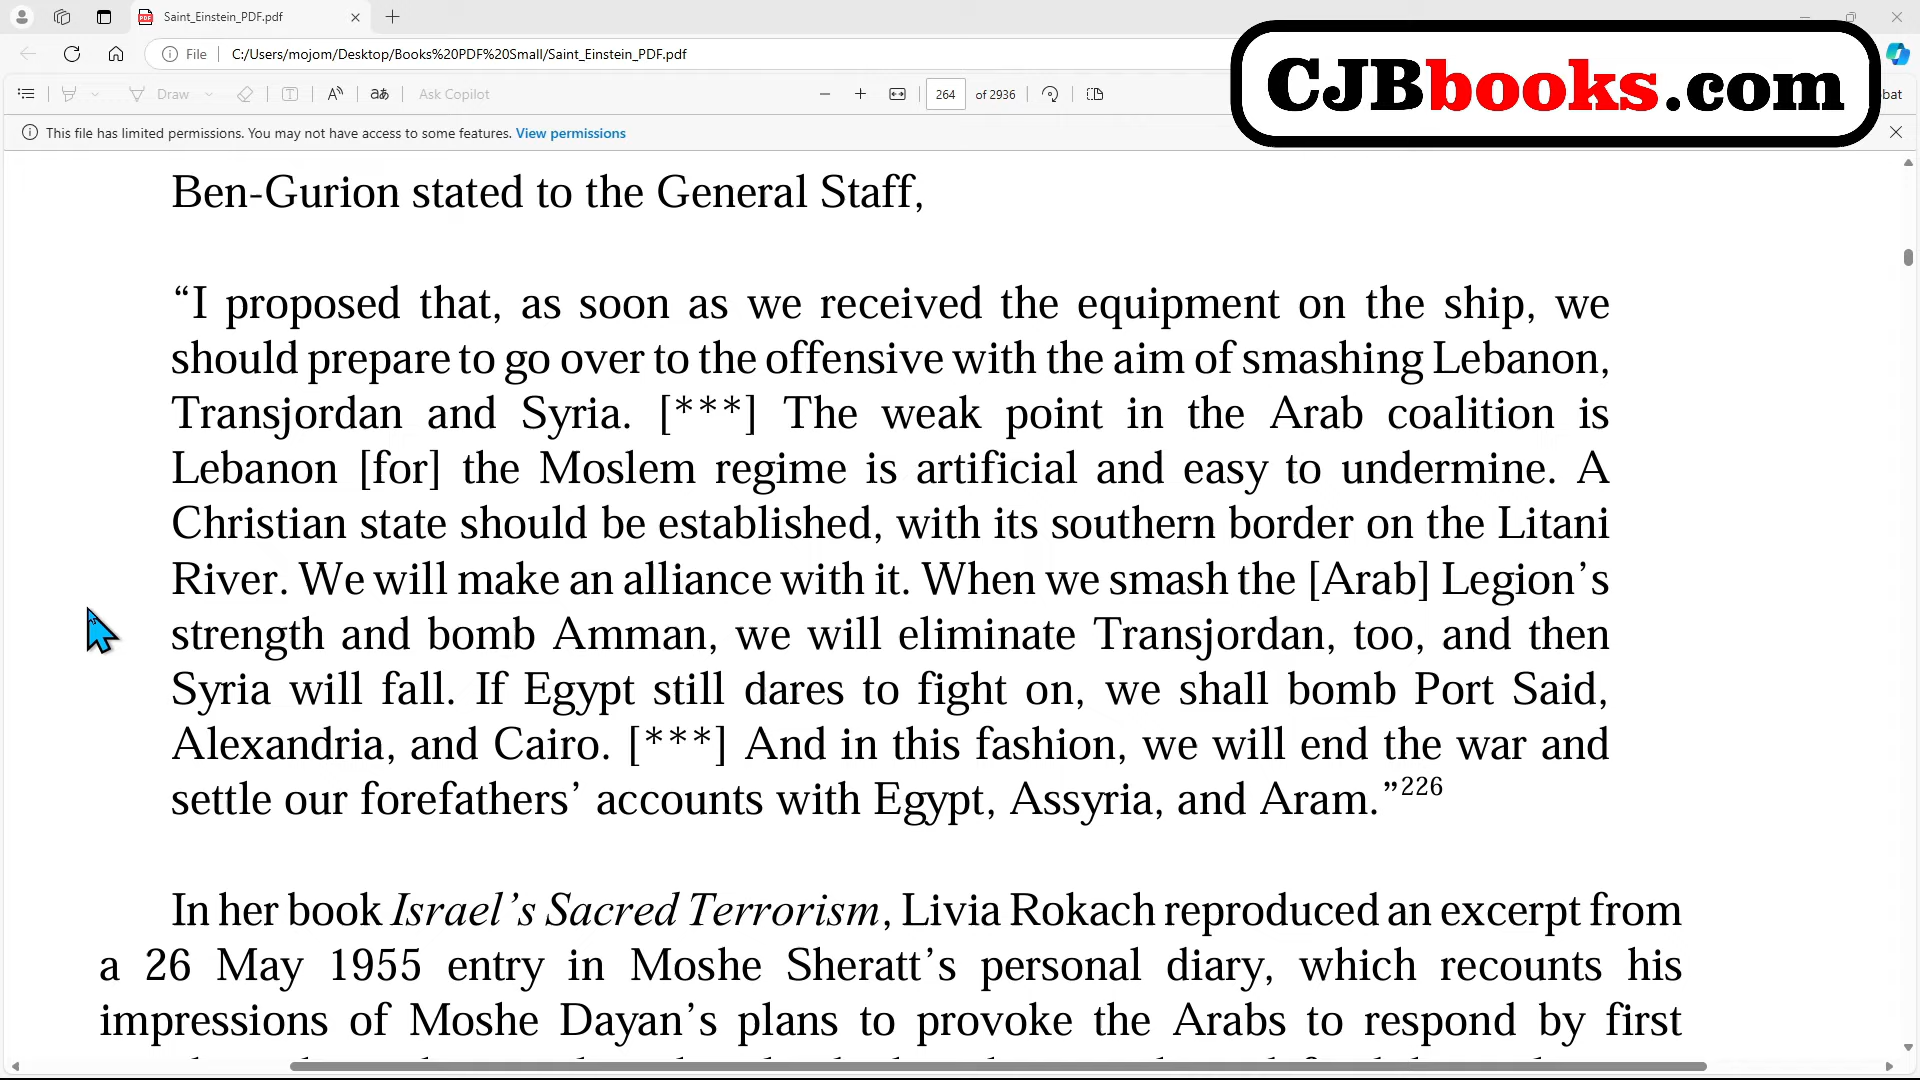 Saint_Einstein_PDF.pdf
File
C:/Users/mojom/Desktop/Books%20PDF%20Small/Saint_Einstein_PDF.pdf
CJBbooks.com
Draw
Ask Copilot
264 of 2936
bat
This file has limited permissions. You may not have access to some features. View permissions
Ben-Gurion stated to the General Staff,
“I proposed that, as soon as we received the equipment on the ship, we
should prepare to go over to the offensive with the aim of smashing Lebanon,
Transjordan and Syria. [***] The weak point in the Arab coalition is
Lebanon [for] the Moslem regime is artificial and easy to undermine. A
Christian state should be established, with its southern border on the Litani
River. We will make an alliance with it. When we smash the [Arab] Legion’s
strength and bomb Amman, we will eliminate Transjordan, too, and then
Syria will fall. If Egypt still dares to fight on, we shall bomb Port Said,
Alexandria, and Cairo. [***] And in this fashion, we will end the war and
settle our forefathers’ accounts with Egypt, Assyria, and Aram.”226
In her book Israel’s Sacred Terrorism, Livia Rokach reproduced an excerpt from
a 26 May 1955 entry in Moshe Sheratt’s personal diary, which recounts his
impressions of Moshe Dayan’s plans to provoke the Arabs to respond by first